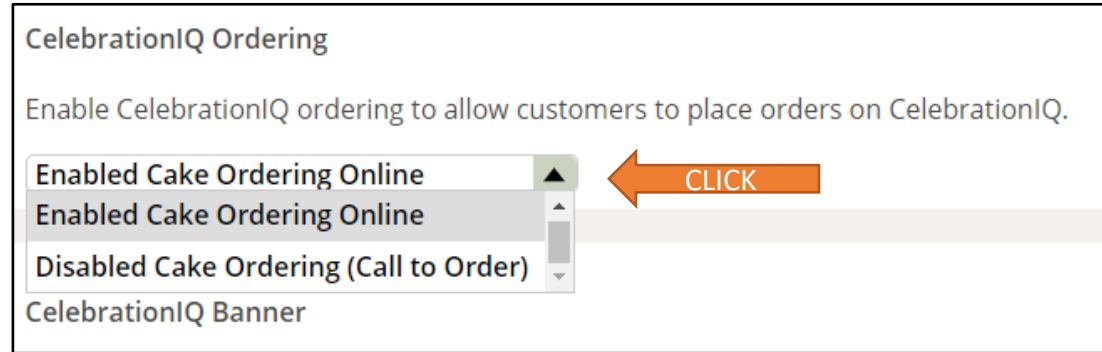 CelebrationIQ Ordering
Enable CelebrationIQ ordering to allow customers to place orders on CelebrationIQ.
Enabled Cake Ordering Online
CLICK
Enabled Cake Ordering Online
Disabled Cake Ordering (Call to Order)
CelebrationIQ Banner